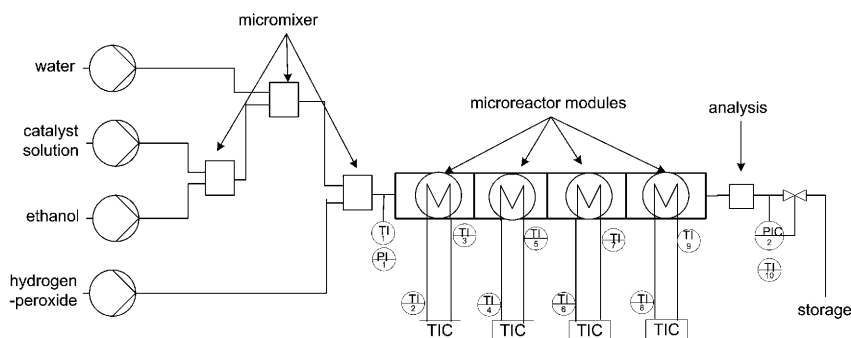 micromixer
water
catalyst
solution
ethanol
hydrogen
-peroxide
microreactor modules
analysis
TI
1
PI
1
TI
3
TI
5
TI
7
TI
9
PIC
2
TI
10
TI
2
TI
4
TI
6
TI
8
TIC
TIC
TIC
TIC
storage